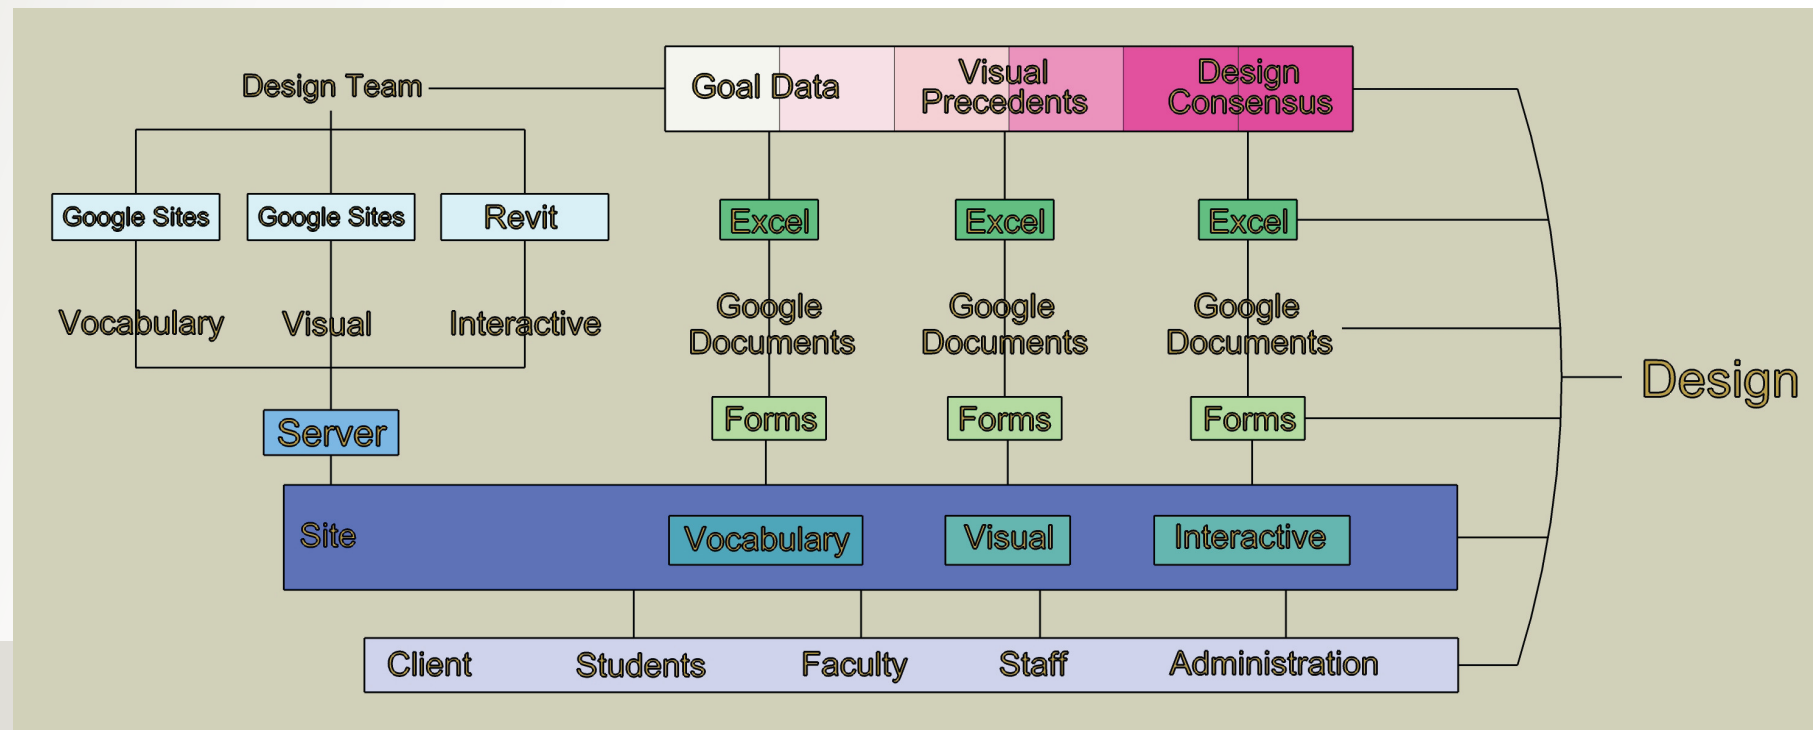 Design Team
Goal Data
Visual
Precedents
Design
Consensus
Google Sites
Google Sites
Revit
Excel
Excel
Excel
Vocabulary
Visual
Interactive
Google
Documents
Google
Documents
Google
Documents
Design
Server
Forms
Forms
Forms
Site
Vocabulary
Visual
Interactive
Client
Students
Faculty
Staff
Administration